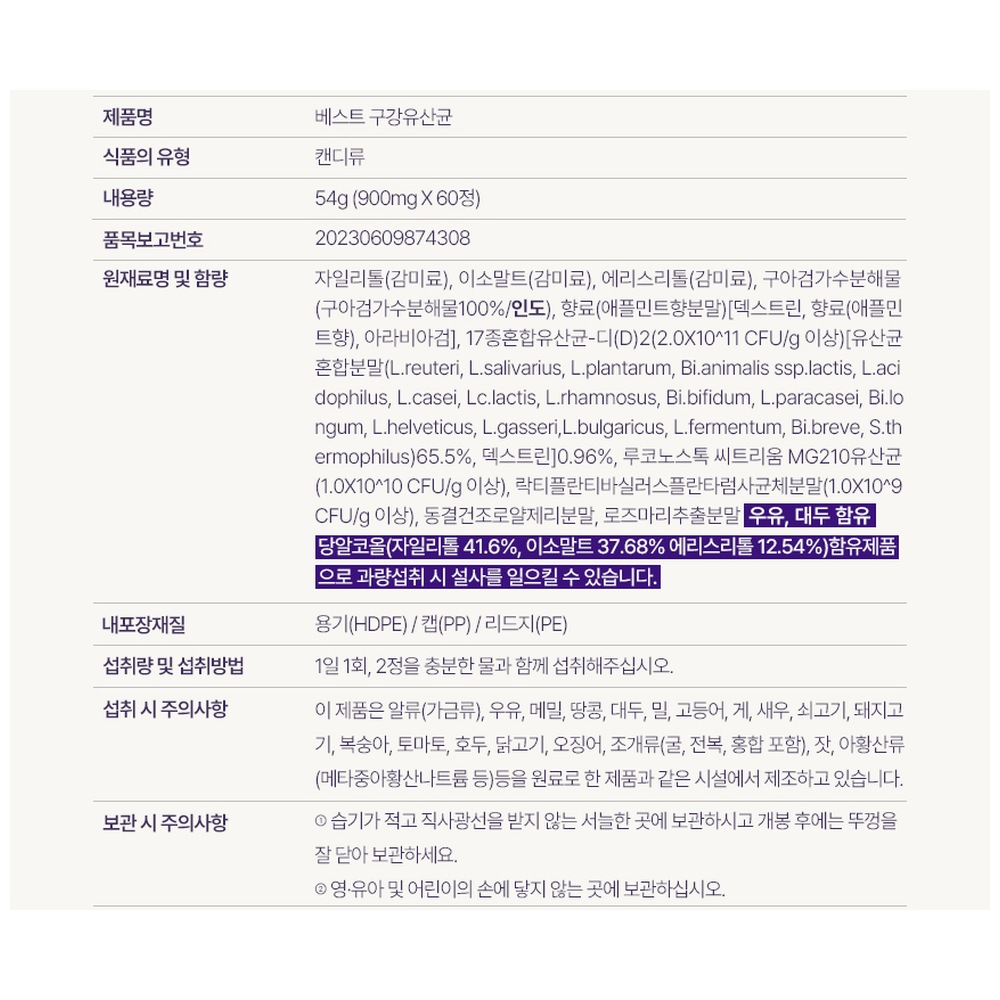 제품명 베스트 구강유산균
식품의 유형 캔디류
내용량 54g (900mg X 60정)
품목보고번호 20230609874308
원재료명 및 함량 자일리톨(감미료), 이소말트(감미료), 에리스리톨(감미료), 구아검가수분해물
(구아검가수분해물100%/인도), 향료(애플민트향분말)[덱스트린, 향료(애플민
트향), 아라비아검], 17종혼합유산균-디(D)2(2.0X10^11 CFU/g 이상)[유산균
혼합분말(L.reuteri, L.salivarius, L.plantarum, Bi.animalis ssp.lactis, L.aci
dophilus, L.casei, Lc.lactis, L.rhamnosus, Bi.bifidum, L.paracasei, Bi.lo
ngum, L.helveticus, L.gasseri,L.bulgaricus, L.fermentum, Bi.breve, S.th
ermophilus)65.5%, 덱스트린]0.96%, 루코노스톡 씨트리움 MG210유산균
(1.0X10^10 CFU/g 이상), 락티플란티바실러스플란타럼사균체분말(1.0X10^9
CFU/g 이상), 동결건조로얄제리분말, 로즈마리추출분말 우유, 대두 함유
당알코올(자일리톨 41.6%, 이소말트 37.68% 에리스리톨 12.54%)함유제품
으로 과량섭취 시 설사를 일으킬 수 있습니다.
내포장재질 용기(HDPE) / 캡(PP) / 리드지(PE)
섭취량 및 섭취방법 1일 1회, 2정을 충분한 물과 함께 섭취해주십시오.
섭취 시 주의사항 이 제품은 알류(가금류), 우유, 메밀, 땅콩, 대두, 밀, 고등어, 게, 새우, 쇠고기, 돼지고
기, 복숭아, 토마토, 호두, 닭고기, 오징어, 조개류(굴, 전복, 홍합 포함), 잣, 아황산류
(메타중아황산나트륨 등)등을 원료로 한 제품과 같은 시설에서 제조하고 있습니다.
보관 시 주의사항 ① 습기가 적고 직사광선을 받지 않는 서늘한 곳에 보관하시고 개봉 후에는 뚜껑을
잘 닫아 보관하세요.
② 영·유아 및 어린이의 손에 닿지 않는 곳에 보관하십시오.